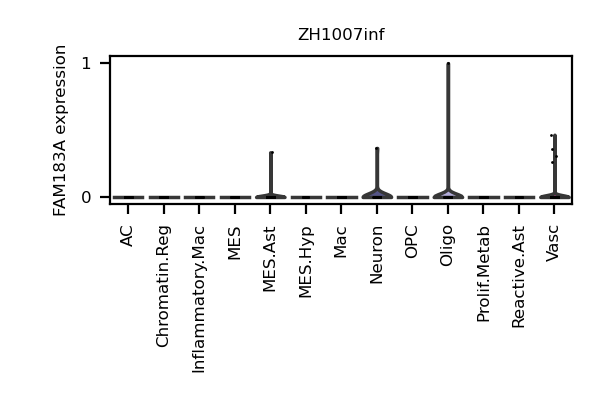 ZH1007inf
FAM183A expression
1
0
AC
Chromatin.Reg
Inflammatory.Mac
MES
MES.Ast
MES.Hyp
Mac
Neuron
OPC
Oligo
Prolif.Metab
Reactive.Ast
Vasc